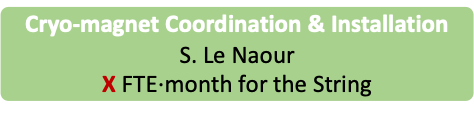 Cryo-magnet Coordination & Installation
S. Le Naour
X FTE·month for the String